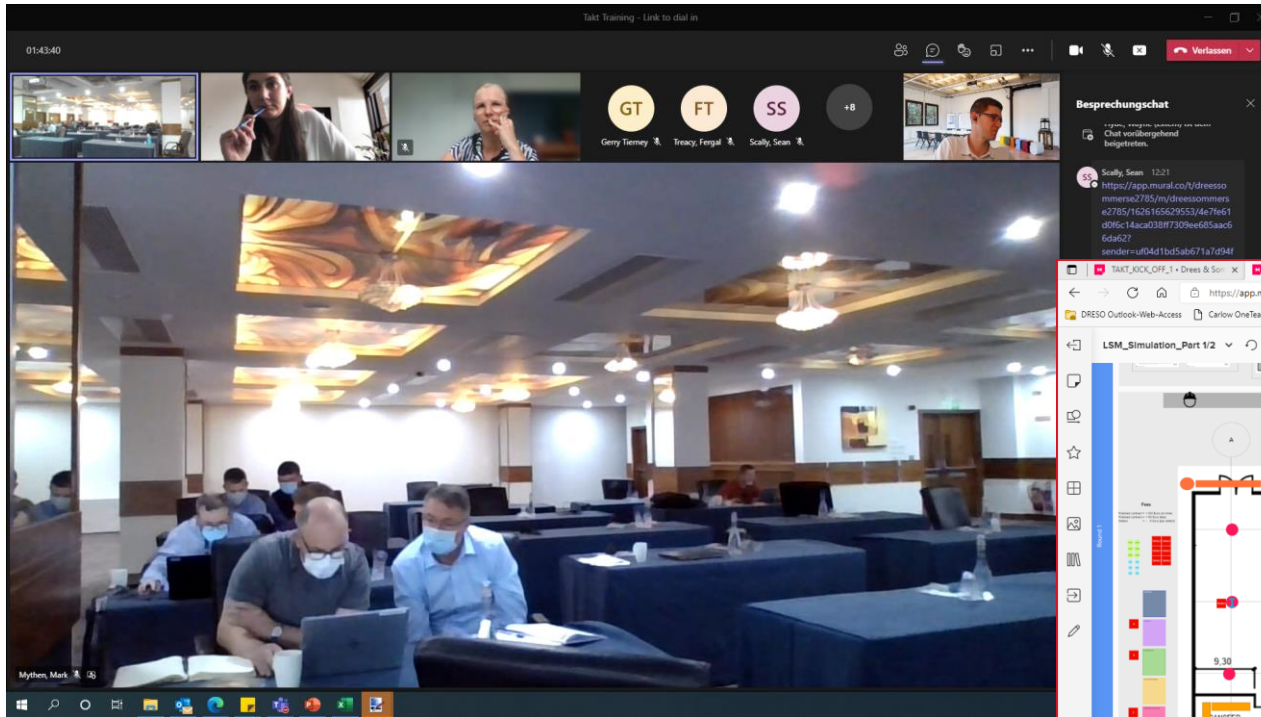 Takt Training - Link to dial in
01:43:40
Verlassen
GT
FT
SS
+8
Gerry Tierney
Treacy, Fergal
Scally, Sean
Besprechungschat
Chat vorübergehend
beigetreten.
SS
Scally, Sean 12:21
https://app.mural.co/t/dreesso
mmerse2785/m/dreessommers
e2785/1626165629553/4e7fe61
d0f6c14aca038ff7309ee685aac6
6da62?
sender=uf04d1bd5ab671a7d94f
TAKT_KICK_OFF_1 • Drees & Som
https://app.m
DRESO Outlook-Web-Access
Carlow OneTea
LSM_Simulation_Part 1/2
A
Round 1
9,30
Mythen, Mark